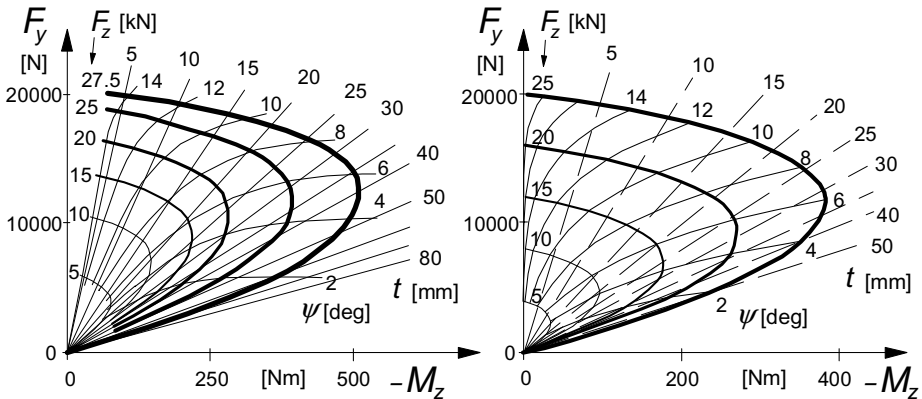 F_y F_z [kN]
[N]
5 10 15 20 25 30 40 50 80
27.5 14 12 10 8 6 4 2
20000
25
20
15
10000
10
5
0
t [mm]
ψ [deg]
0 250 [Nm] 500 -M_z
F_y F_z [kN]
[N]
5 10 15 20 25 30 40 50
25 14 12 10 8 6 4 2
20000
20
15
10000
10
5
0
t [mm]
ψ [deg]
0 200 [Nm] 400 -M_z